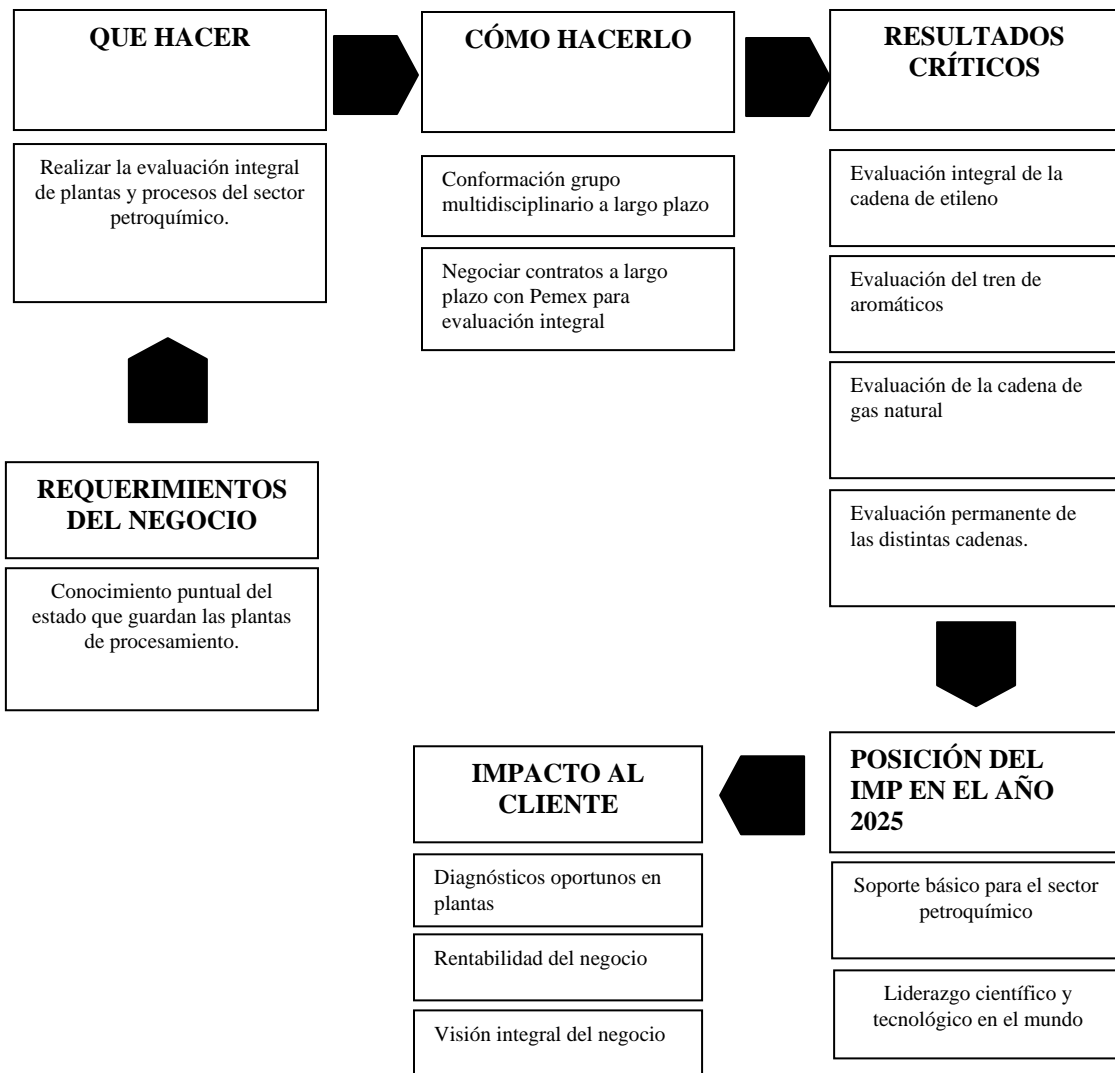 QUE HACER
Realizar la evaluación integral
de plantas y procesos del sector
petroquímico.
CÓMO HACERLO
Conformación grupo
multidisciplinario a largo plazo
Negociar contratos a largo
plazo con Pemex para
evaluación integral
RESULTADOS
CRÍTICOS
Evaluación integral de la
cadena de etileno
Evaluación del tren de
aromáticos
Evaluación de la cadena de
gas natural
Evaluación permanente de
las distintas cadenas.
REQUERIMIENTOS
DEL NEGOCIO
Conocimiento puntual del
estado que guardan las plantas
de procesamiento.
IMPACTO AL
CLIENTE
Diagnósticos oportunos en
plantas
Rentabilidad del negocio
Visión integral del negocio
POSICIÓN DEL
IMP EN EL AÑO
2025
Soporte básico para el sector
petroquímico
Liderazgo científico y
tecnológico en el mundo